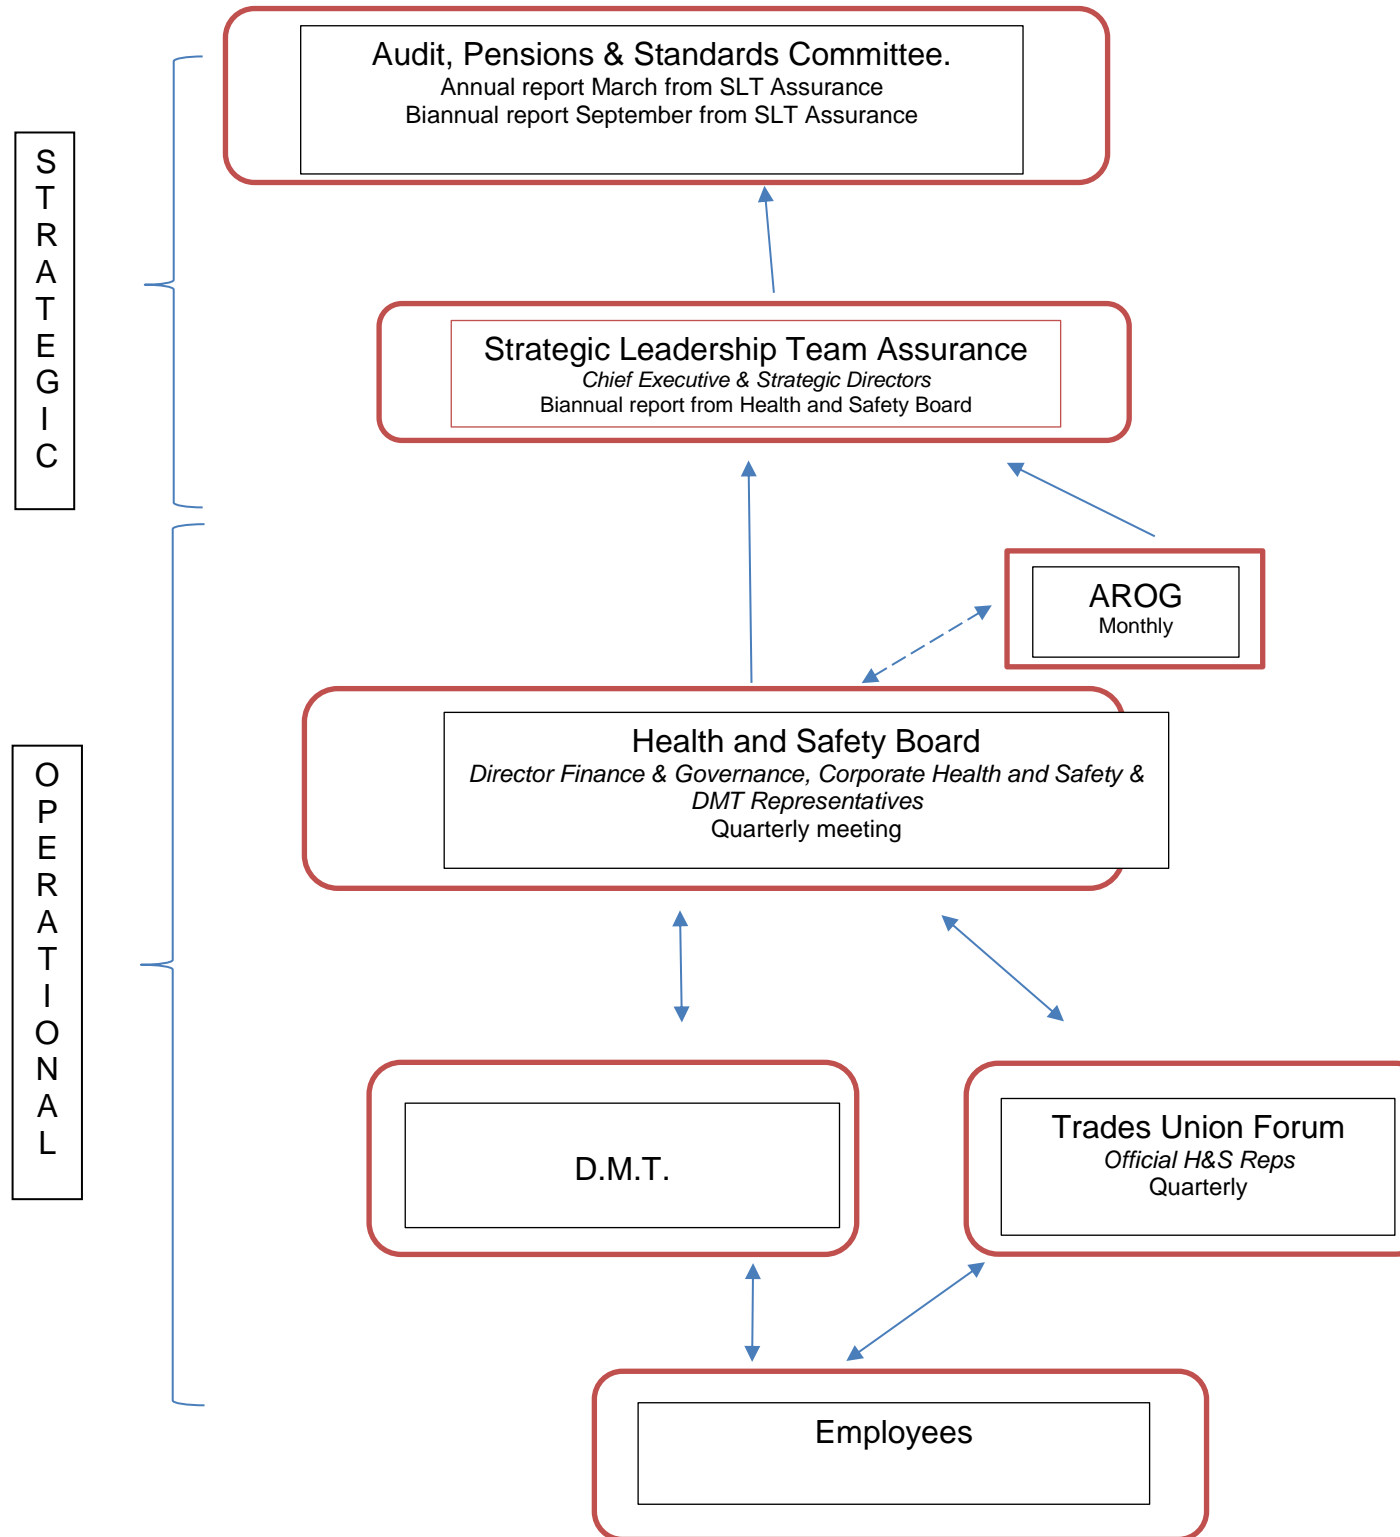 Audit, Pensions & Standards Committee.
Annual report March from SLT Assurance
Biannual report September from SLT Assurance
S
T
R
A
T
E
G
I
C
Strategic Leadership Team Assurance
Chief Executive & Strategic Directors
Biannual report from Health and Safety Board
AROG
Monthly
Health and Safety Board
Director Finance & Governance, Corporate Health and Safety &
DMT Representatives
Quarterly meeting
O
P
E
R
A
T
I
O
N
A
L
D.M.T.
Trades Union Forum
Official H&S Reps
Quarterly
Employees